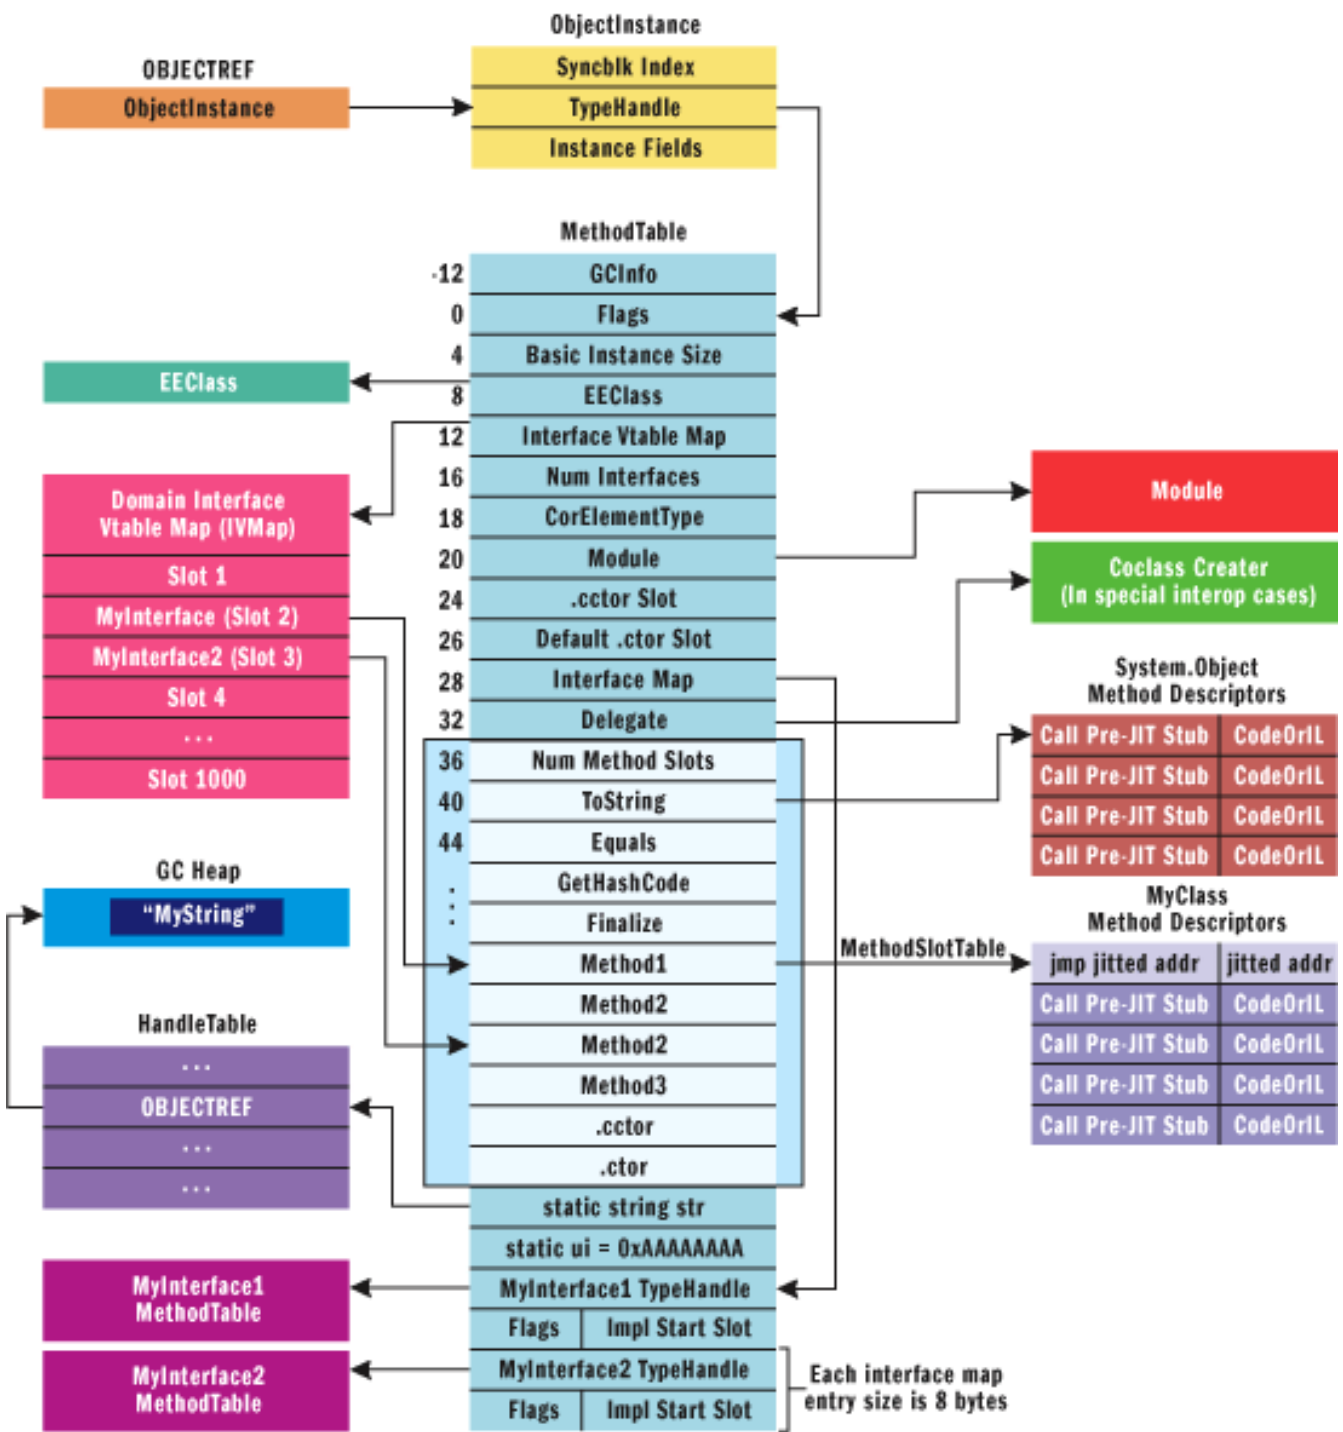 ObjectInstance
OBJECTREF
Syncblk Index
ObjectInstance
TypeHandle
Instance Fields
MethodTable
-12 GCInfo
0 Flags
4 Basic Instance Size
EEClass
8 EEClass
12 Interface Vtable Map
16 Num Interfaces
18 CorElementType
20 Module
24 .cctor Slot
26 Default .ctor Slot
28 Interface Map
32 Delegate
36 Num Method Slots
40 ToString
44 Equals
GetHashCode
Finalize
Method1
Method2
Method2
Method3
.cctor
.ctor
static string str
static ui = 0xAAAAAAAA
MyInterface1 TypeHandle
Flags Impl Start Slot
MyInterface2 TypeHandle
Flags Impl Start Slot
Domain Interface
Vtable Map (IVMap)
Slot 1
MyInterface (Slot 2)
MyInterface2 (Slot 3)
Slot 4
...
Slot 1000
GC Heap
“MyString”
HandleTable
...
OBJECTREF
...
...
MyInterface1
MethodTable
MyInterface2
MethodTable
Module
Coclass Creater
(In special interop cases)
System.Object
Method Descriptors
Call Pre-JIT Stub CodeOrIL
Call Pre-JIT Stub CodeOrIL
Call Pre-JIT Stub CodeOrIL
Call Pre-JIT Stub CodeOrIL
MyClass
Method Descriptors
MethodSlotTable
jmp jitted addr jitted addr
Call Pre-JIT Stub CodeOrIL
Call Pre-JIT Stub CodeOrIL
Call Pre-JIT Stub CodeOrIL
Call Pre-JIT Stub CodeOrIL
Each interface map
entry size is 8 bytes